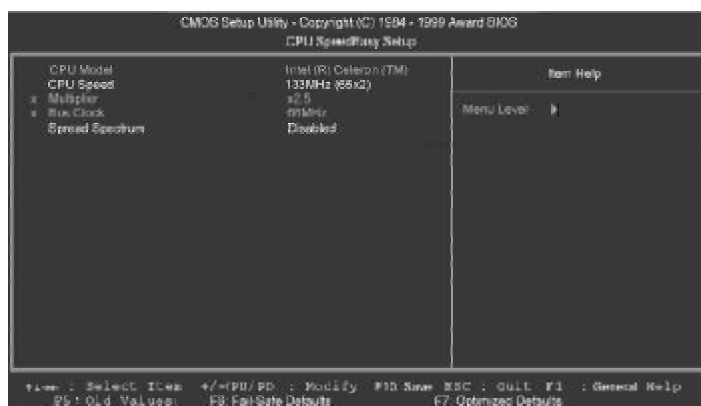 CMOS Setup Utility - Copyright (C) 1984 - 1999 Award BIOS
CPU SpeedEasy Setup
CPU Model Intel (R) Celeron (TM)
CPU Speed 133MHz (66x2)
x Multiplier x2.5
x Bus Clock 66MHz
Spread Spectrum Disabled
Item Help
Menu Level ▶
: Select Item +/-/PU/PD : Modify F10 Save ESC : Quit F1 : General Help
F5 : Old Values F6: Fail-Safe Defaults F7: Optimized Defaults